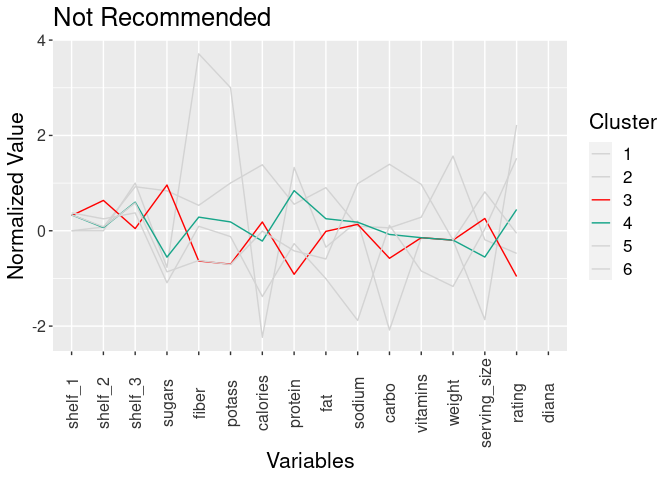 Not Recommended
Normalized Value
4
2
0
-2
shelf_1
shelf_2
shelf_3
sugars
fiber
potass
calories
protein
fat
sodium
carbo
vitamins
weight
serving_size
rating
diana
Variables
Cluster
1
2
3
4
5
6